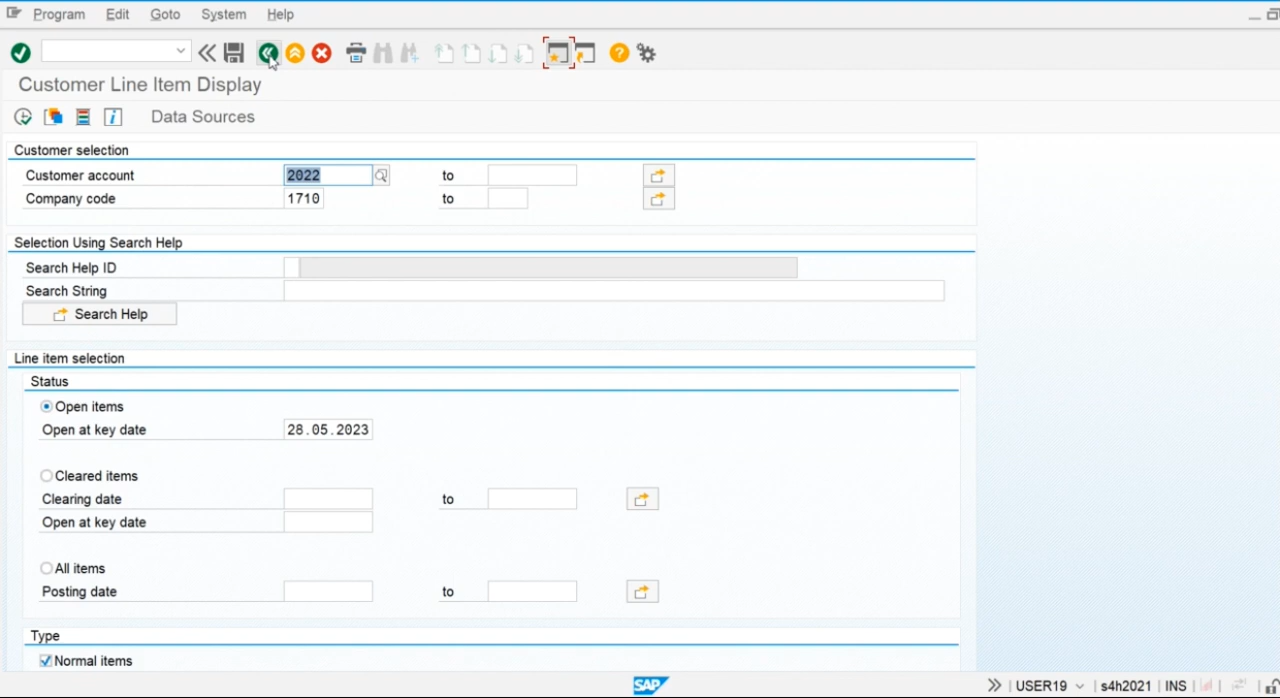 Program Edit Goto System Help
Customer Line Item Display
Data Sources
Customer selection
Customer account 2022 to
Company code 1710 to
Selection Using Search Help
Search Help ID
Search String
Search Help
Line item selection
Status
Open items
Open at key date 28.05.2023
Cleared items
Clearing date to
Open at key date
All items
Posting date to
Type
Normal items
SAP USER19 s4h2021 INS